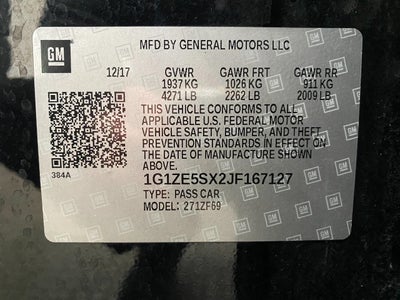 GM
MFD BY GENERAL MOTORS LLC
12/17 GVWR GAWR FRT GAWR RR
1937 KG 1026 KG 911 KG
4271 LB 2262 LB 2009 LB
THIS VEHICLE CONFORMS TO ALL
APPLICABLE U.S. FEDERAL MOTOR
VEHICLE SAFETY, BUMPER, AND THEFT
PREVENTION STANDARDS IN EFFECT ON
THE DATE OF MANUFACTURE SHOWN
ABOVE.
384A
1G1ZE5SX2JF167127
TYPE: PASS CAR
MODEL: 271ZF69